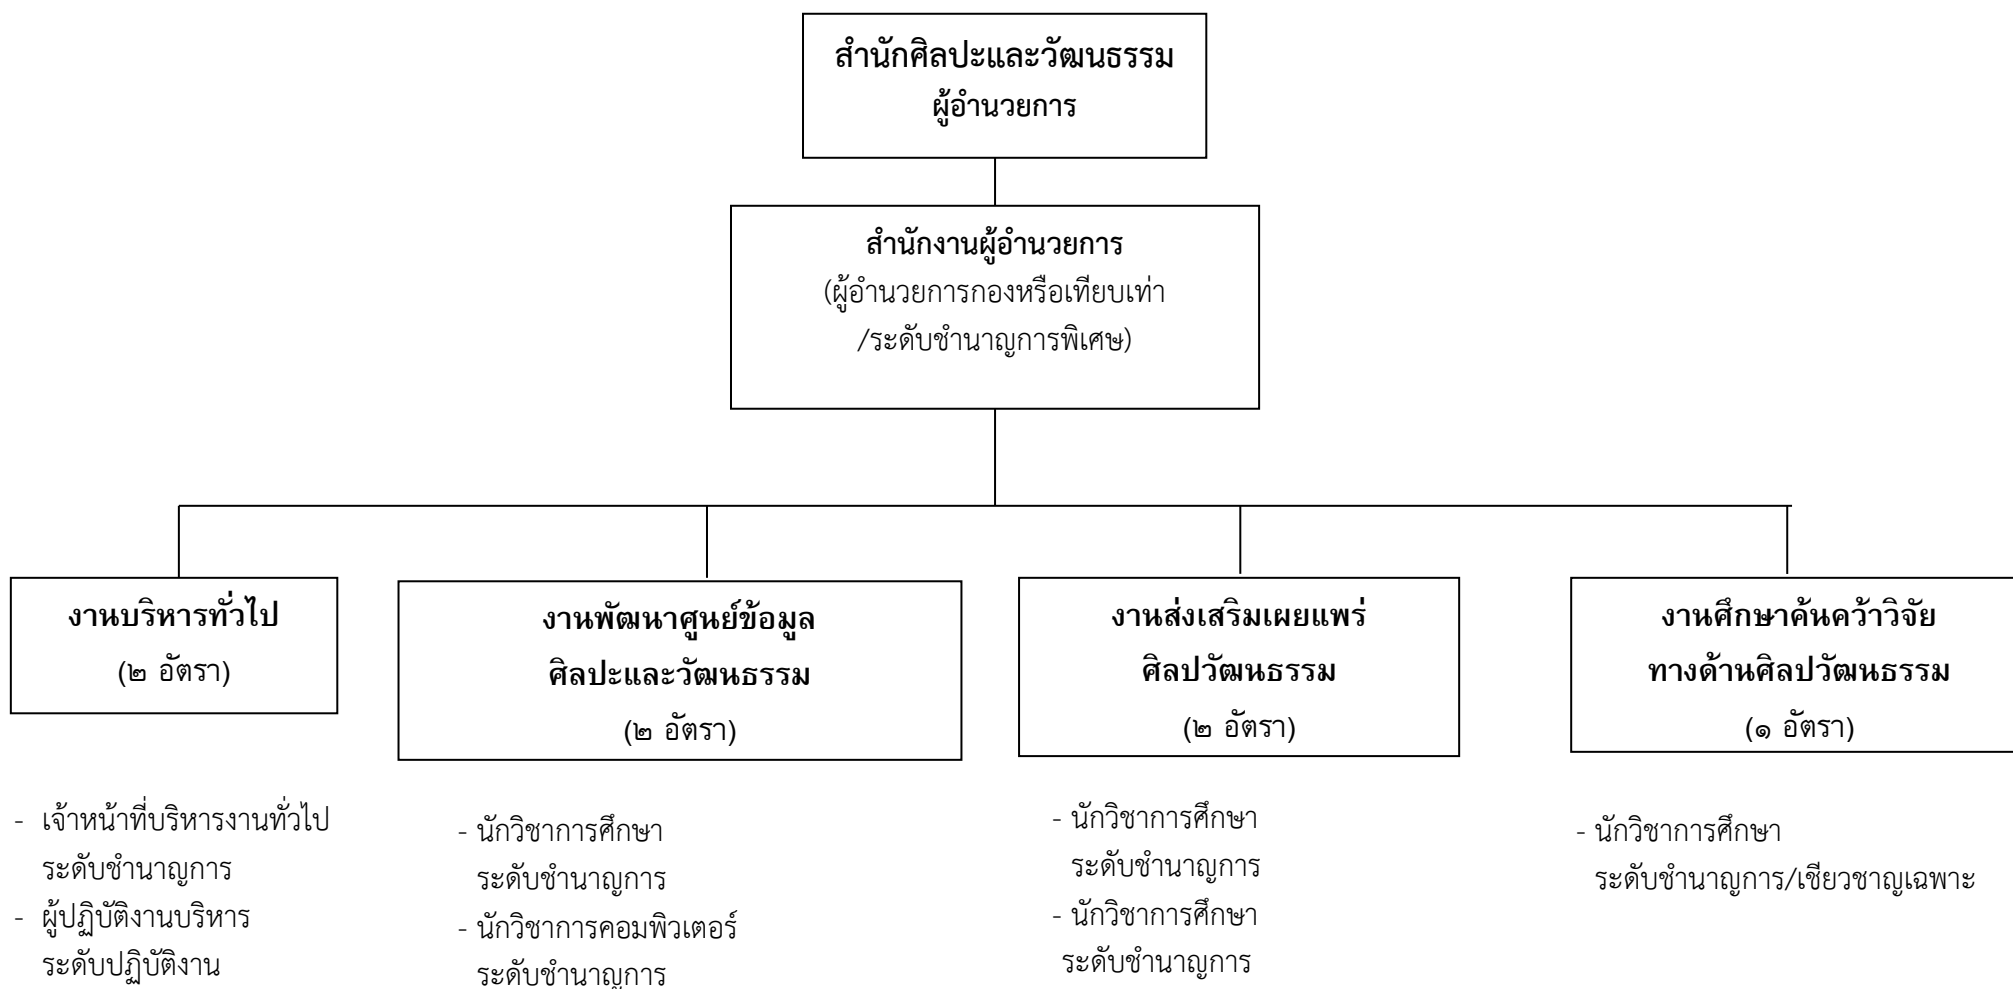 สำนักศิลปะและวัฒนธรรม
ผู้อำนวยการ
สำนักงานผู้อำนวยการ
(ผู้อำนวยการกองหรือเทียบเท่า
/ระดับชำนาญการพิเศษ)
งานบริหารทั่วไป
(๒ อัตรา)
งานพัฒนาศูนย์ข้อมูล
ศิลปะและวัฒนธรรม
(๒ อัตรา)
งานส่งเสริมเผยแพร่
ศิลปวัฒนธรรม
(๒ อัตรา)
งานศึกษาค้นคว้าวิจัย
ทางด้านศิลปวัฒนธรรม
(๑ อัตรา)
- เจ้าหน้าที่บริหารงานทั่วไป
ระดับชำนาญการ
- ผู้ปฏิบัติงานบริหาร
ระดับปฏิบัติงาน
- นักวิชาการศึกษา
ระดับชำนาญการ
- นักวิชาการคอมพิวเตอร์
ระดับชำนาญการ
- นักวิชาการศึกษา
ระดับชำนาญการ
- นักวิชาการศึกษา
ระดับชำนาญการ
- นักวิชาการศึกษา
ระดับชำนาญการ/เชียวชาญเฉพาะ